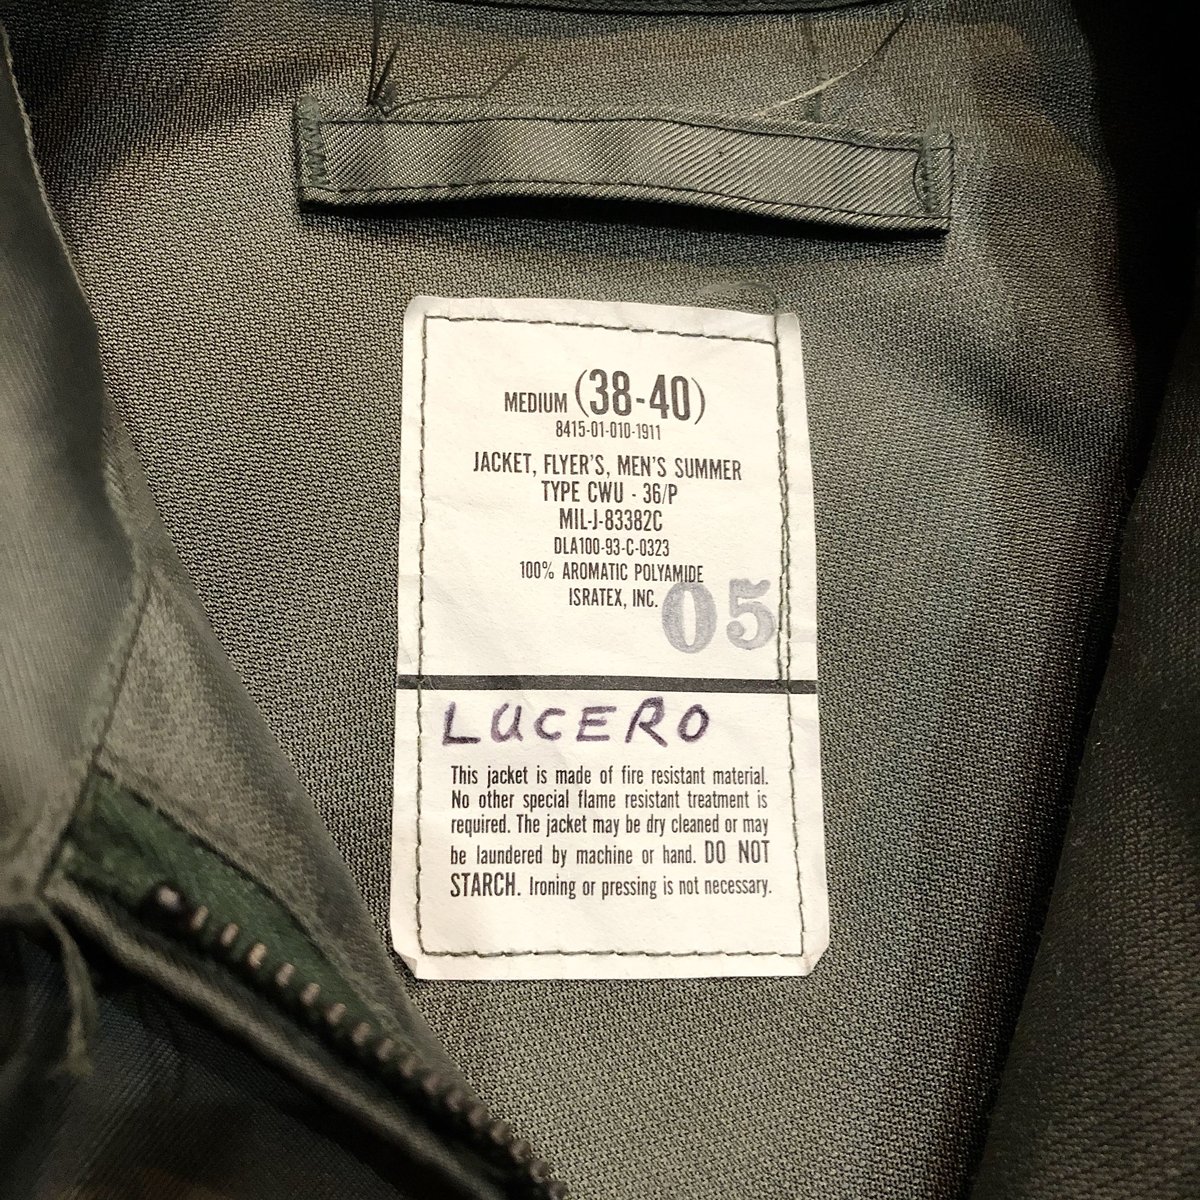 MEDIUM (38-40)
8415-01-010-1911
JACKET, FLYER'S, MEN'S SUMMER
TYPE CWU - 36/P
MIL-J-83382C
DLA100-93-C-0323
100% AROMATIC POLYAMIDE
ISRATEX, INC.
05
LUCERO
This jacket is made of fire resistant material.
No other special flame resistant treatment is
required. The jacket may be dry cleaned or may
be laundered by machine or hand. DO NOT
STARCH. Ironing or pressing is not necessary.